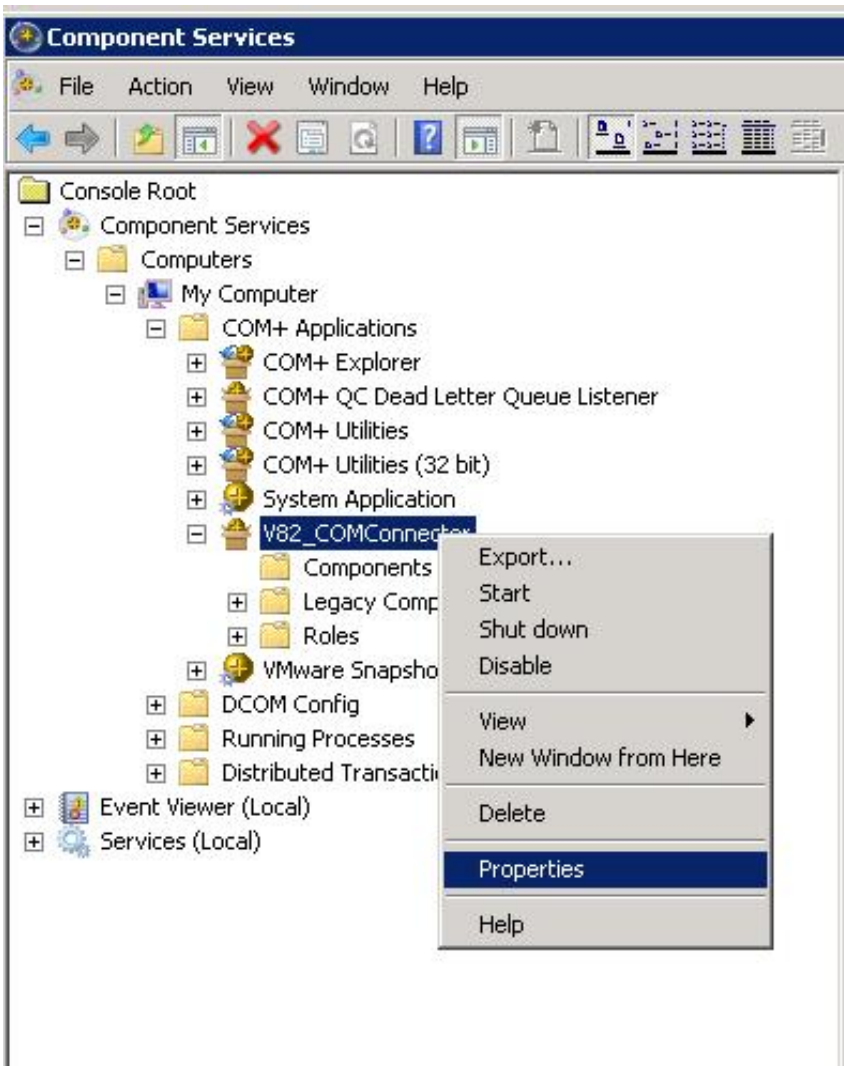 Component Services
File Action View Window Help
Console Root
Component Services
Computers
My Computer
COM+ Applications
COM+ Explorer
COM+ QC Dead Letter Queue Listener
COM+ Utilities
COM+ Utilities (32 bit)
System Application
V82_COMConnector
Components
Legacy Comp
Roles
VMware Snapsho
DCOM Config
Running Processes
Distributed Transacti
Event Viewer (Local)
Services (Local)
Export...
Start
Shut down
Disable
View
New Window from Here
Delete
Properties
Help